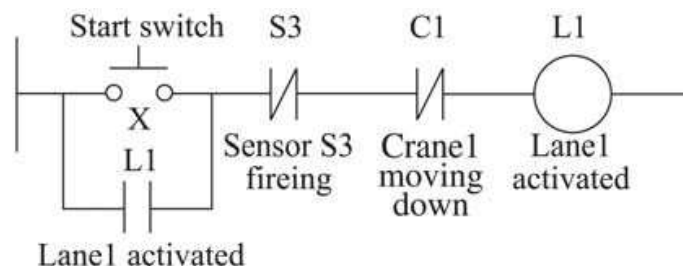 Start switch
S3
C1
L1
X
L1
Sensor S3
fireing
Crane1
moving
down
Lane1
activated
Lane1 activated